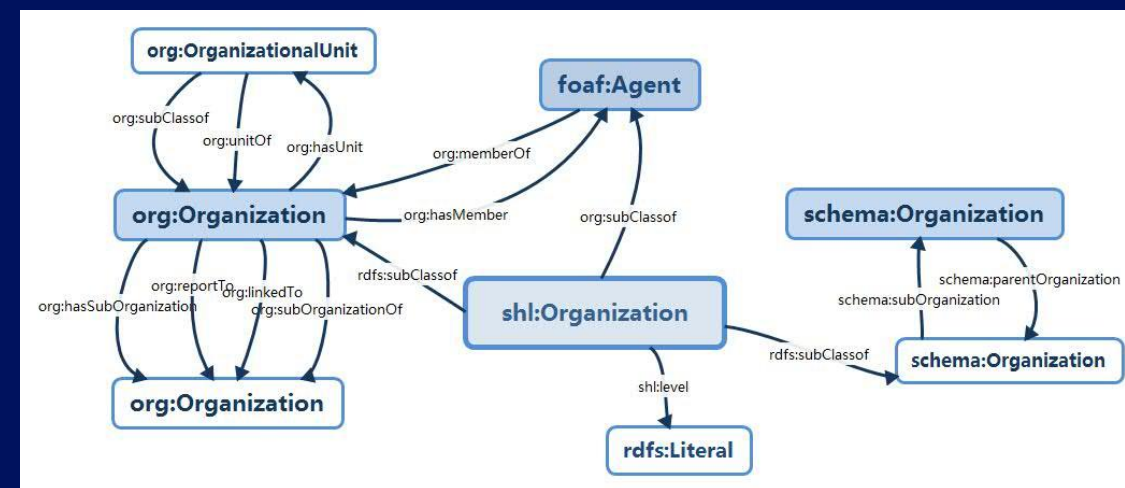 org:OrganizationalUnit
foaf:Agent
org:subClassof
org:unitOf
org:hasUnit
org:memberOf
org:Organization
org:hasMember
org:subClassof
schema:Organization
rdfs:subClassof
schema:parentOrganization
org:reportTo
org:linkedTo
org:hasSubOrganization
org:subOrganizationOf
schema:subOrganization
shl:Organization
rdfs:subClassof
schema:Organization
shl:level
org:Organization
rdfs:Literal